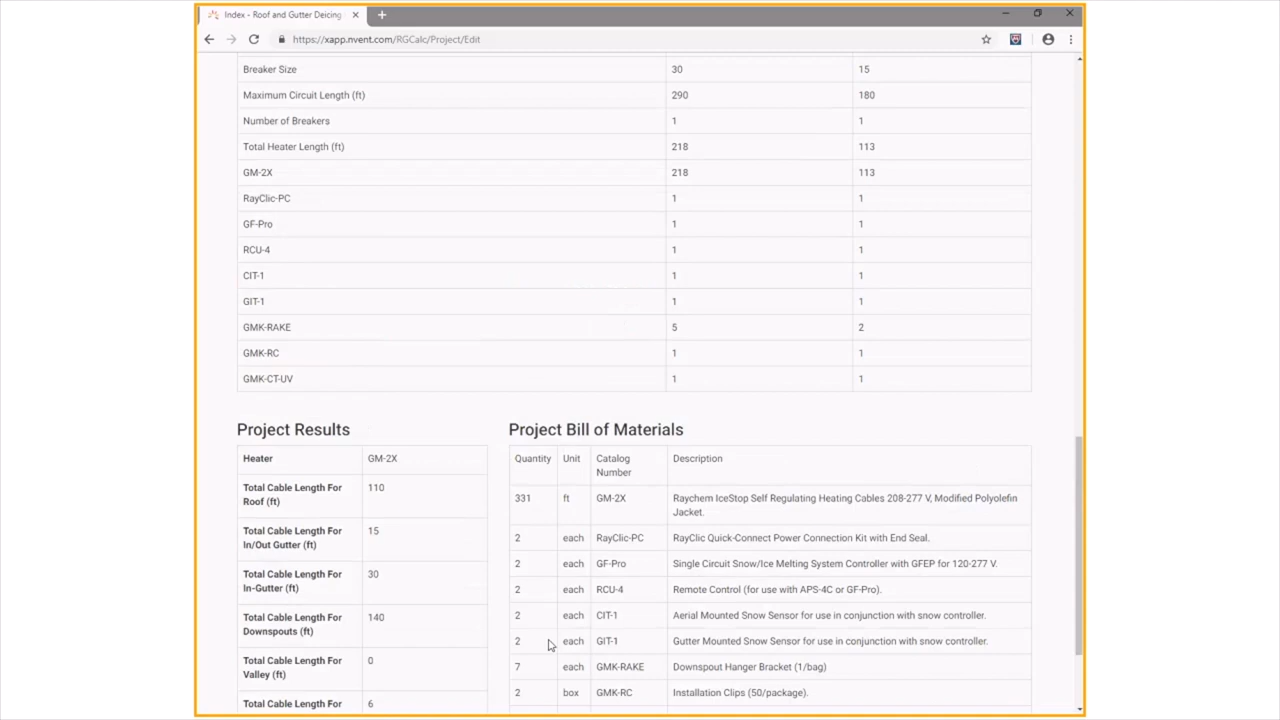 Index - Roof and Gutter Deicing
https://xapp.nvent.com/RGCalc/Project/Edit
Breaker Size 30 15
Maximum Circuit Length (ft) 290 180
Number of Breakers 1 1
Total Heater Length (ft) 218 113
GM-2X 218 113
RayClic-PC 1 1
GF-Pro 1 1
RCU-4 1 1
CIT-1 1 1
GIT-1 1 1
GMK-RAKE 5 2
GMK-RC 1 1
GMK-CT-UV 1 1
Project Results
Heater GM-2X
Total Cable Length For 110
Roof (ft)
Total Cable Length For 15
In/Out Gutter (ft)
Total Cable Length For 30
In-Gutter (ft)
Total Cable Length For 140
Downspouts (ft)
Total Cable Length For 0
Valley (ft)
Total Cable Length For 6
Project Bill of Materials
Quantity Unit Catalog Description
Number
331 ft GM-2X Raychem IceStop Self Regulating Heating Cables 208-277 V, Modified Polyolefin
Jacket.
2 each RayClic-PC RayClic Quick-Connect Power Connection Kit with End Seal.
2 each GF-Pro Single Circuit Snow/Ice Melting System Controller with GFEP for 120-277 V.
2 each RCU-4 Remote Control (for use with APS-4C or GF-Pro).
2 each CIT-1 Aerial Mounted Snow Sensor for use in conjunction with snow controller.
2 each GIT-1 Gutter Mounted Snow Sensor for use in conjunction with snow controller.
7 each GMK-RAKE Downspout Hanger Bracket (1/bag)
2 box GMK-RC Installation Clips (50/package).